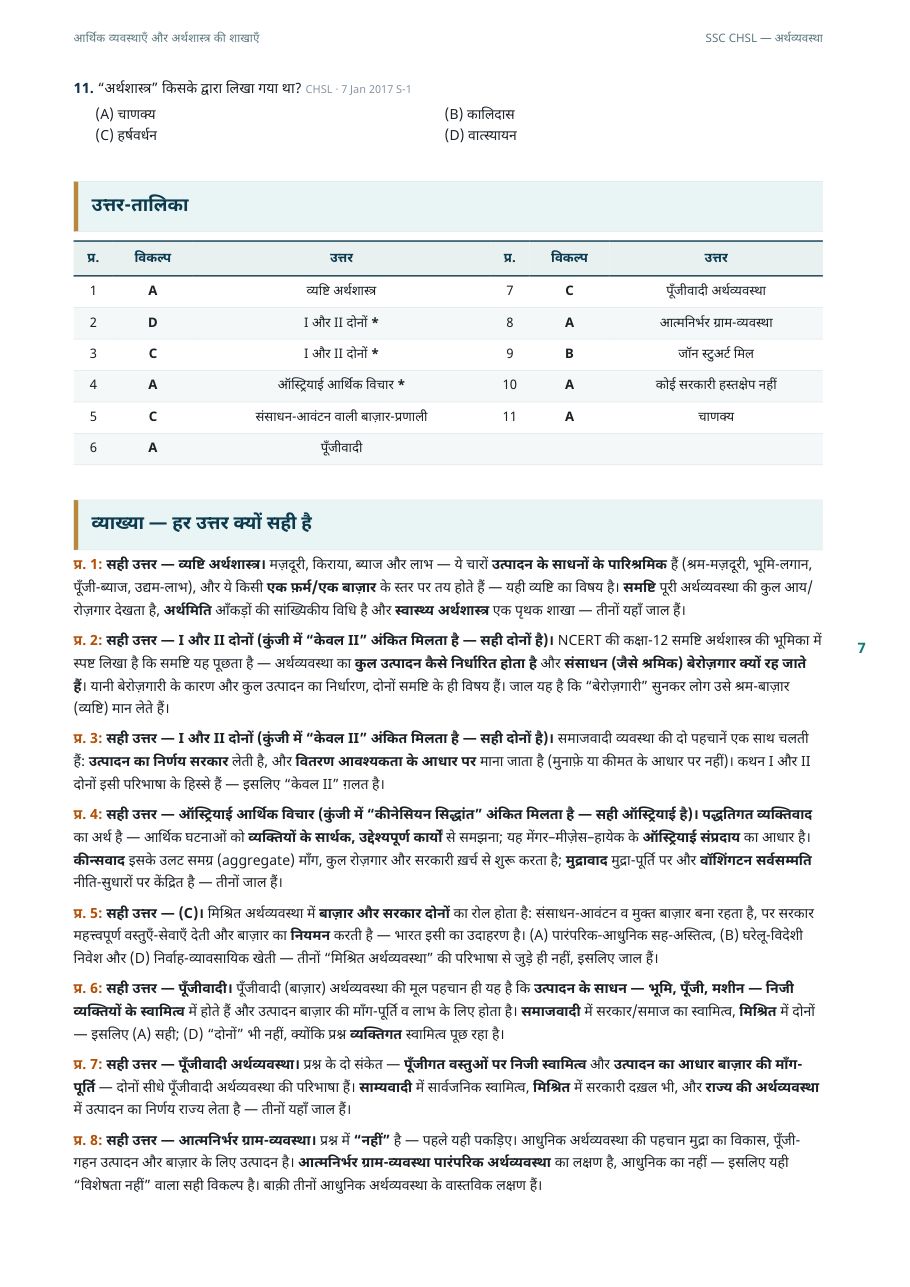 आर्थिक व्यवस्थाएँ और अर्थशास्त्र की शाखाएँ SSC CHSL — अर्थव्यवस्था
11. “अर्थशास्त्र” किसके द्वारा लिखा गया था? CHSL · 7 Jan 2017 S-1
(A) चाणक्य (B) कालिदास
(C) हर्षवर्धन (D) वात्स्यायन
उत्तर-तालिका
प्र. विकल्प उत्तर प्र. विकल्प उत्तर
1 A व्यष्टि अर्थशास्त्र 7 C पूँजीवादी अर्थव्यवस्था
2 D I और II दोनों * 8 A आत्मनिर्भर ग्राम-व्यवस्था
3 C I और II दोनों * 9 B जॉन स्टुअर्ट मिल
4 A ऑस्ट्रियाई आर्थिक विचार * 10 A कोई सरकारी हस्तक्षेप नहीं
5 C संसाधन-आवंटन वाली बाज़ार-प्रणाली 11 A चाणक्य
6 A पूँजीवादी
व्याख्या — हर उत्तर क्यों सही है
प्र. 1: सही उत्तर — व्यष्टि अर्थशास्त्र। मज़दूरी, किराया, ब्याज और लाभ — ये चारों उत्पादन के साधनों के पारिश्रमिक हैं (श्रम-मज़दूरी, भूमि-लगान,
पूँजी-ब्याज, उद्यम-लाभ), और ये किसी एक फ़र्म/एक बाज़ार के स्तर पर तय होते हैं — यही व्यष्टि का विषय है। समष्टि पूरी अर्थव्यवस्था की कुल आय/
रोज़गार देखता है, अर्थमिति आँकड़ों की सांख्यिकीय विधि है और स्वास्थ्य अर्थशास्त्र एक पृथक शाखा — तीनों यहाँ जाल हैं।
प्र. 2: सही उत्तर — I और II दोनों (कुंजी में “केवल II” अंकित मिलता है — सही दोनों है)। NCERT की कक्षा-12 समष्टि अर्थशास्त्र की भूमिका में
स्पष्ट लिखा है कि समष्टि यह पूछता है — अर्थव्यवस्था का कुल उत्पादन कैसे निर्धारित होता है और संसाधन (जैसे श्रमिक) बेरोज़गार क्यों रह जाते
हैं। यानी बेरोज़गारी के कारण और कुल उत्पादन का निर्धारण, दोनों समष्टि के ही विषय हैं। जाल यह है कि “बेरोज़गारी” सुनकर लोग उसे श्रम-बाज़ार
(व्यष्टि) मान लेते हैं।
7
प्र. 3: सही उत्तर — I और II दोनों (कुंजी में “केवल II” अंकित मिलता है — सही दोनों है)। समाजवादी व्यवस्था की दो पहचानें एक साथ चलती
हैं: उत्पादन का निर्णय सरकार लेती है, और वितरण आवश्यकता के आधार पर माना जाता है (मुनाफ़े या कीमत के आधार पर नहीं)। कथन I और II
दोनों इसी परिभाषा के हिस्से हैं — इसलिए “केवल II” ग़लत है।
प्र. 4: सही उत्तर — ऑस्ट्रियाई आर्थिक विचार (कुंजी में “कीनेसियन सिद्धांत” अंकित मिलता है — सही ऑस्ट्रियाई है)। पद्धतिगत व्यक्तिवाद
का अर्थ है — आर्थिक घटनाओं को व्यक्तियों के सार्थक, उद्देश्यपूर्ण कार्यों से समझना; यह मेंगर–मीज़ेस–हायेक के ऑस्ट्रियाई संप्रदाय का आधार है।
कीन्सवाद इसके उलट समग्र (aggregate) माँग, कुल रोज़गार और सरकारी ख़र्च से शुरू करता है; मुद्रावाद मुद्रा-पूर्ति पर और वॉशिंगटन सर्वसम्मति
नीति-सुधारों पर केंद्रित है — तीनों जाल हैं।
प्र. 5: सही उत्तर — (C)। मिश्रित अर्थव्यवस्था में बाज़ार और सरकार दोनों का रोल होता है: संसाधन-आवंटन व मुक्त बाज़ार बना रहता है, पर सरकार
महत्त्वपूर्ण वस्तुएँ-सेवाएँ देती और बाज़ार का नियमन करती है — भारत इसी का उदाहरण है। (A) पारंपरिक-आधुनिक सह-अस्तित्व, (B) घरेलू-विदेशी
निवेश और (D) निर्वाह-व्यावसायिक खेती — तीनों “मिश्रित अर्थव्यवस्था” की परिभाषा से जुड़े ही नहीं, इसलिए जाल हैं।
प्र. 6: सही उत्तर — पूँजीवादी। पूँजीवादी (बाज़ार) अर्थव्यवस्था की मूल पहचान ही यह है कि उत्पादन के साधन — भूमि, पूँजी, मशीन — निजी
व्यक्तियों के स्वामित्व में होते हैं और उत्पादन बाज़ार की माँग-पूर्ति व लाभ के लिए होता है। समाजवादी में सरकार/समाज का स्वामित्व, मिश्रित में दोनों
— इसलिए (A) सही; (D) “दोनों” भी नहीं, क्योंकि प्रश्न व्यक्तिगत स्वामित्व पूछ रहा है।
प्र. 7: सही उत्तर — पूँजीवादी अर्थव्यवस्था। प्रश्न के दो संकेत — पूँजीगत वस्तुओं पर निजी स्वामित्व और उत्पादन का आधार बाज़ार की माँग-
पूर्ति — दोनों सीधे पूँजीवादी अर्थव्यवस्था की परिभाषा हैं। साम्यवादी में सार्वजनिक स्वामित्व, मिश्रित में सरकारी दख़ल भी, और राज्य की अर्थव्यवस्था
में उत्पादन का निर्णय राज्य लेता है — तीनों यहाँ जाल हैं।
प्र. 8: सही उत्तर — आत्मनिर्भर ग्राम-व्यवस्था। प्रश्न में “नहीं” है — पहले यही पकड़िए। आधुनिक अर्थव्यवस्था की पहचान मुद्रा का विकास, पूँजी-
गहन उत्पादन और बाज़ार के लिए उत्पादन है। आत्मनिर्भर ग्राम-व्यवस्था पारंपरिक अर्थव्यवस्था का लक्षण है, आधुनिक का नहीं — इसलिए यही
“विशेषता नहीं” वाला सही विकल्प है। बाक़ी तीनों आधुनिक अर्थव्यवस्था के वास्तविक लक्षण हैं।